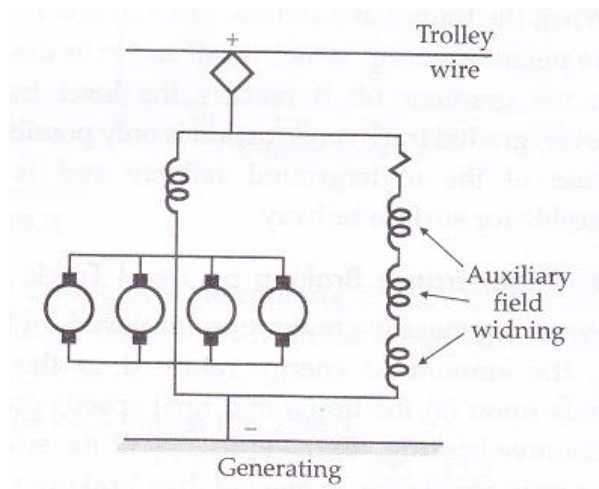 +
Trolley
wire
Auxiliary
field
widning
−
Generating